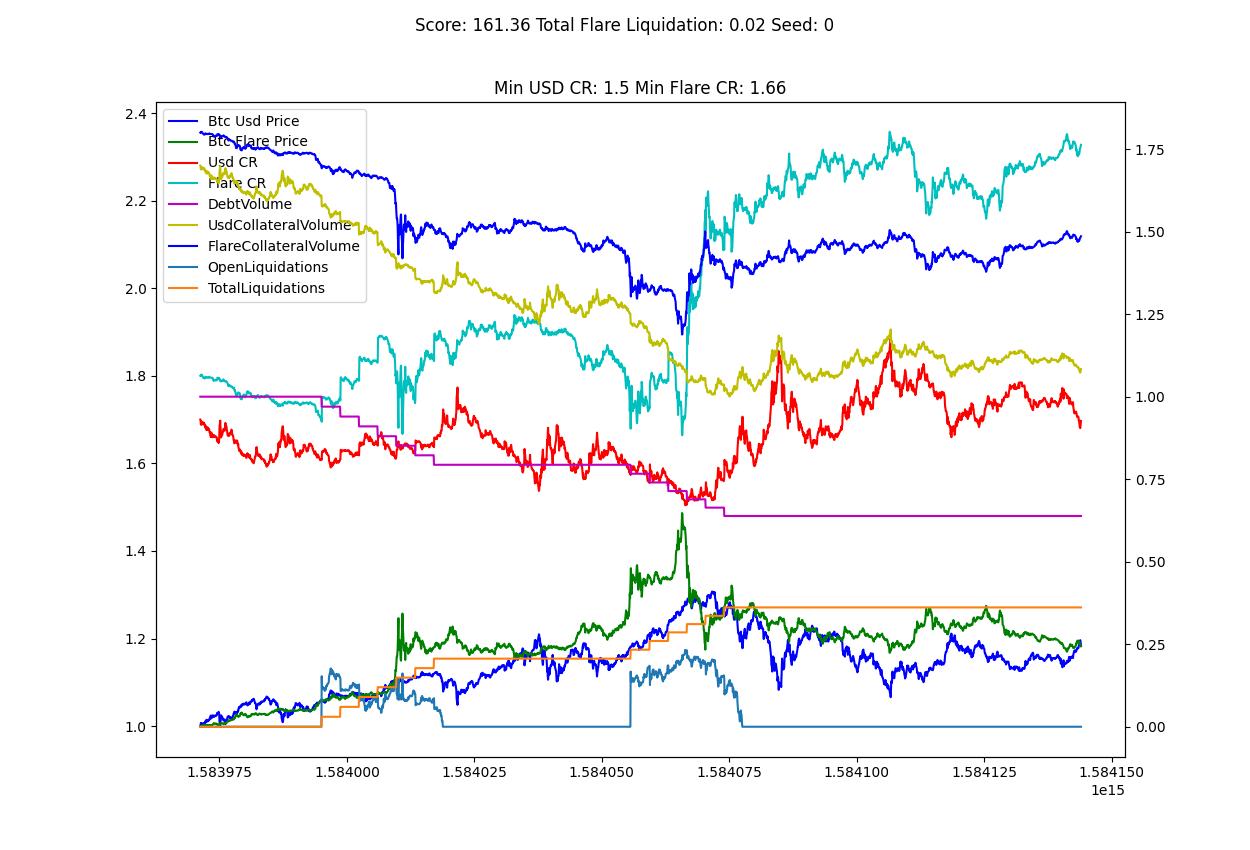 Score: 161.36 Total Flare Liquidation: 0.02 Seed: 0
Min USD CR: 1.5 Min Flare CR: 1.66
Btc Usd Price
Btc Flare Price
Usd CR
Flare CR
DebtVolume
UsdCollateralVolume
FlareCollateralVolume
OpenLiquidations
TotalLiquidations
2.4
2.2
2.0
1.8
1.6
1.4
1.2
1.0
1.75
1.50
1.25
1.00
0.75
0.50
0.25
0.00
1.583975 1.584000 1.584025 1.584050 1.584075 1.584100 1.584125 1.584150
1e15